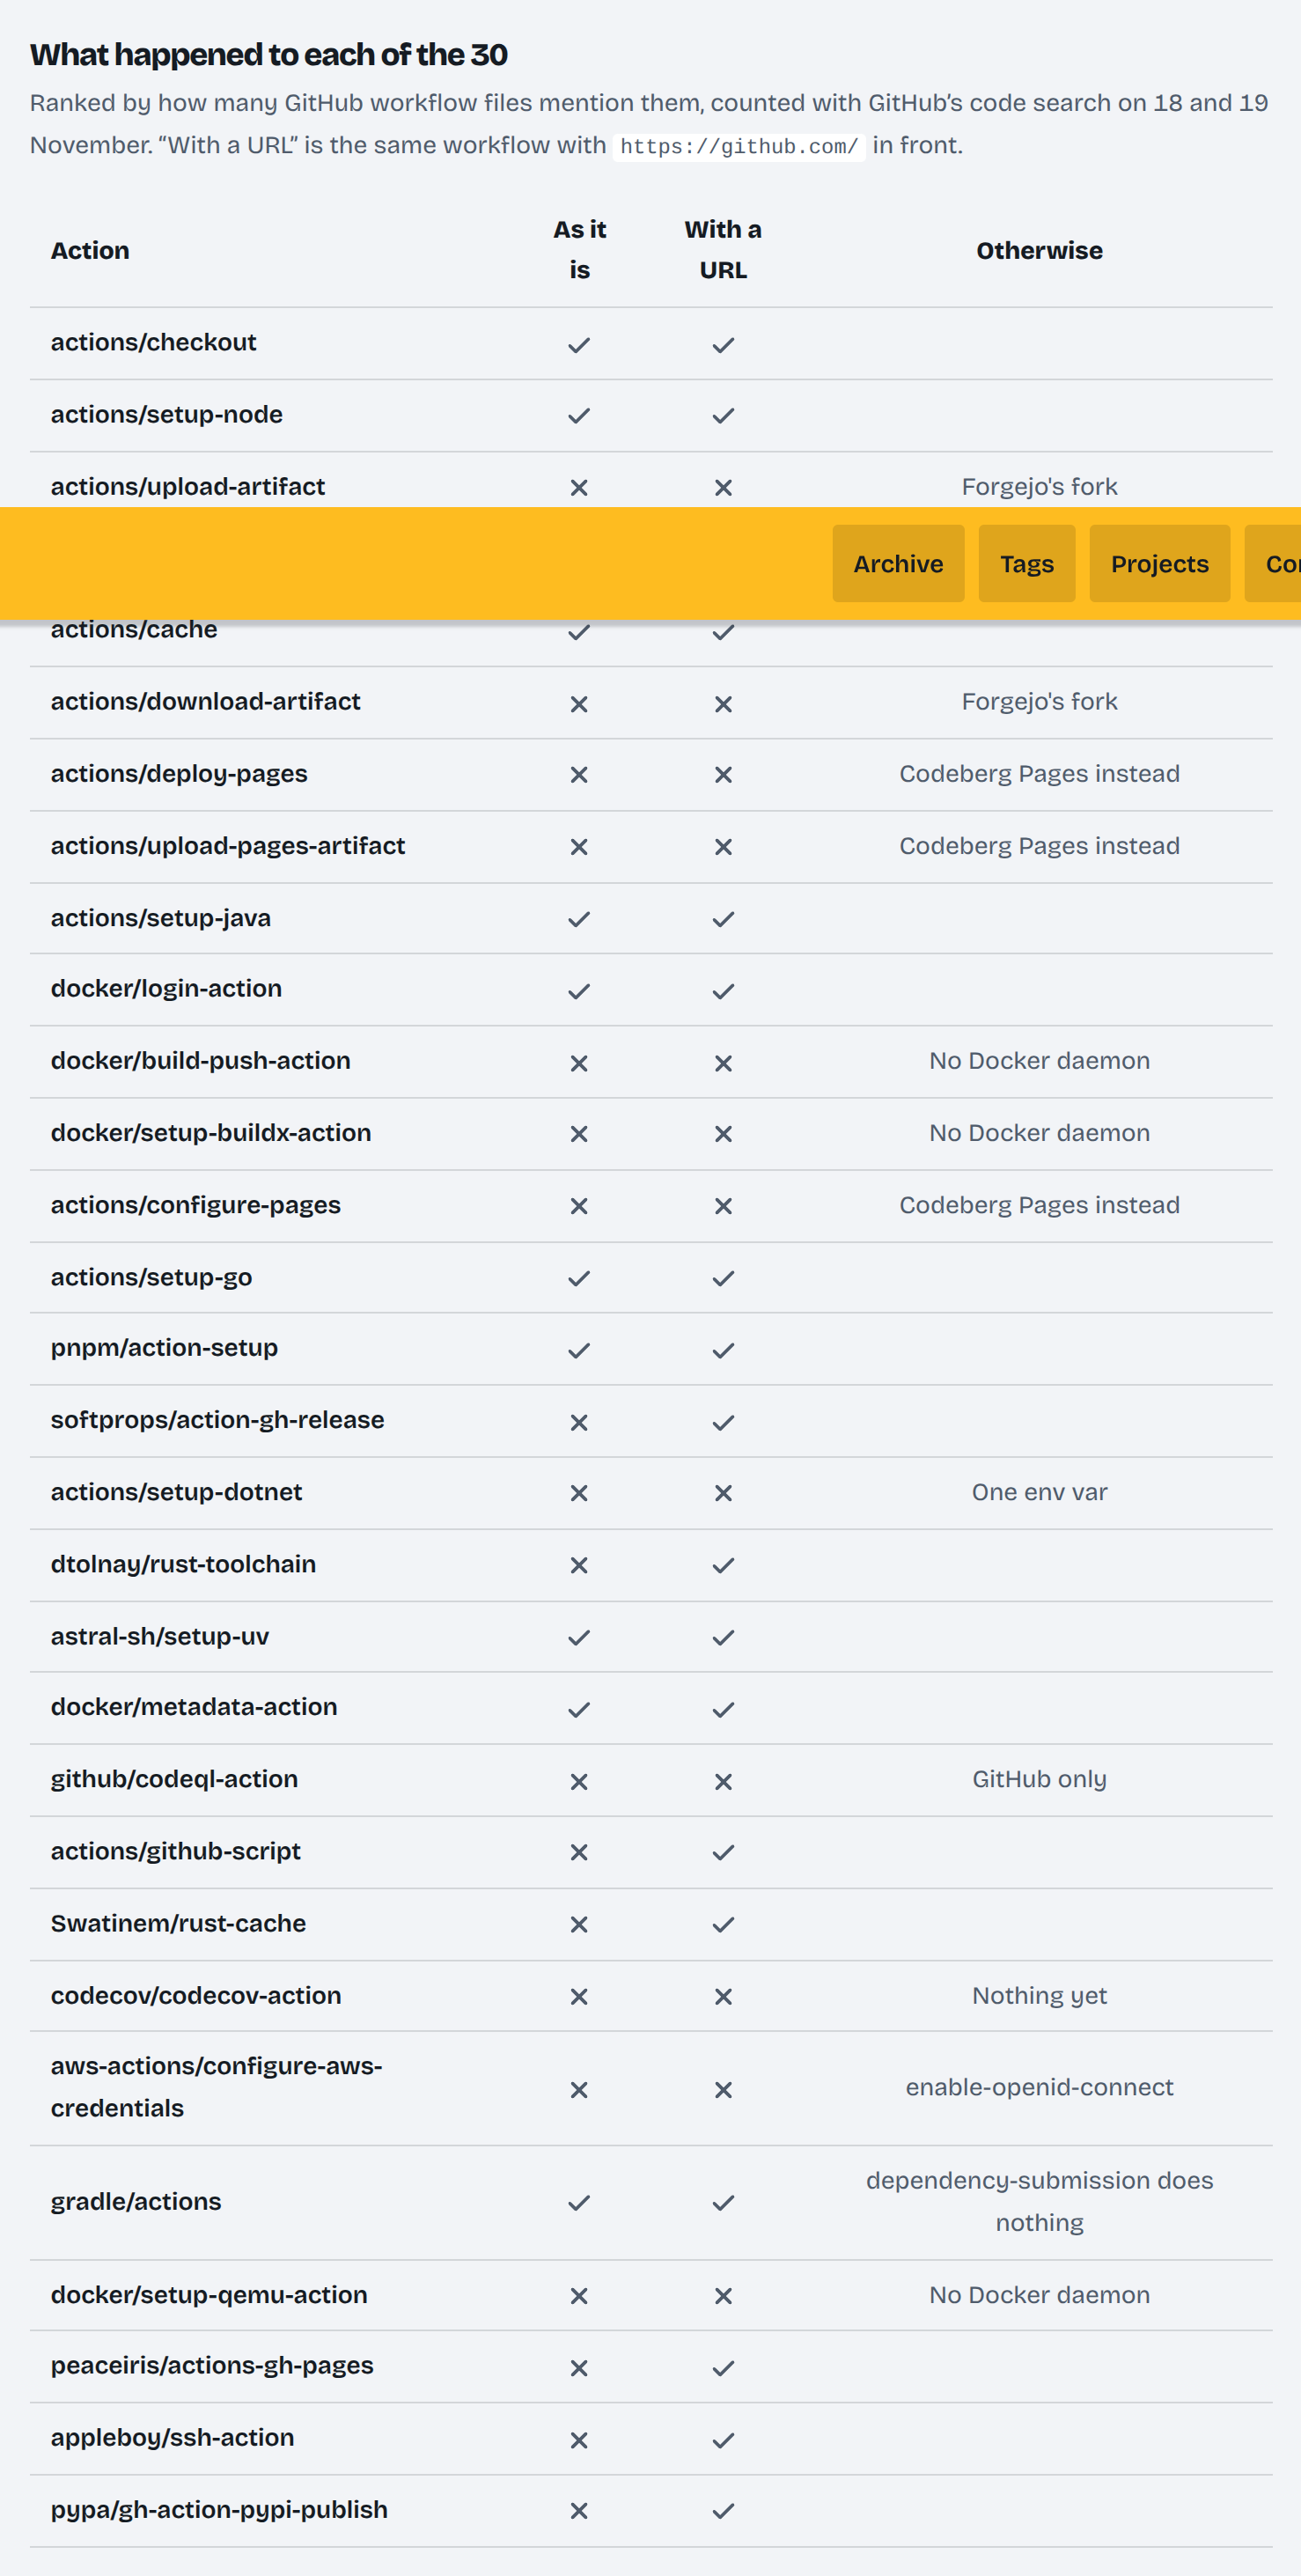 What happened to each of the 30
Ranked by how many GitHub workflow files mention them, counted with GitHub’s code search on 18 and 19
November. “With a URL” is the same workflow with https://github.com/ in front.
Action As it is With a URL Otherwise
actions/checkout ✓ ✓
actions/setup-node ✓ ✓
actions/upload-artifact ✕ ✕ Forgejo's fork
Archive Tags Projects
actions/cache ✓ ✓
actions/download-artifact ✕ ✕ Forgejo's fork
actions/deploy-pages ✕ ✕ Codeberg Pages instead
actions/upload-pages-artifact ✕ ✕ Codeberg Pages instead
actions/setup-java ✓ ✓
docker/login-action ✓ ✓
docker/build-push-action ✕ ✕ No Docker daemon
docker/setup-buildx-action ✕ ✕ No Docker daemon
actions/configure-pages ✕ ✕ Codeberg Pages instead
actions/setup-go ✓ ✓
pnpm/action-setup ✓ ✓
softprops/action-gh-release ✕ ✓
actions/setup-dotnet ✕ ✕ One env var
dtolnay/rust-toolchain ✕ ✓
astral-sh/setup-uv ✓ ✓
docker/metadata-action ✓ ✓
github/codeql-action ✕ ✕ GitHub only
actions/github-script ✕ ✓
Swatinem/rust-cache ✕ ✓
codecov/codecov-action ✕ ✕ Nothing yet
aws-actions/configure-aws-
credentials ✕ ✕ enable-openid-connect
gradle/actions ✓ ✓ dependency-submission does
nothing
docker/setup-qemu-action ✕ ✕ No Docker daemon
peaceiris/actions-gh-pages ✕ ✓
appleboy/ssh-action ✕ ✓
pypa/gh-action-pypi-publish ✕ ✓